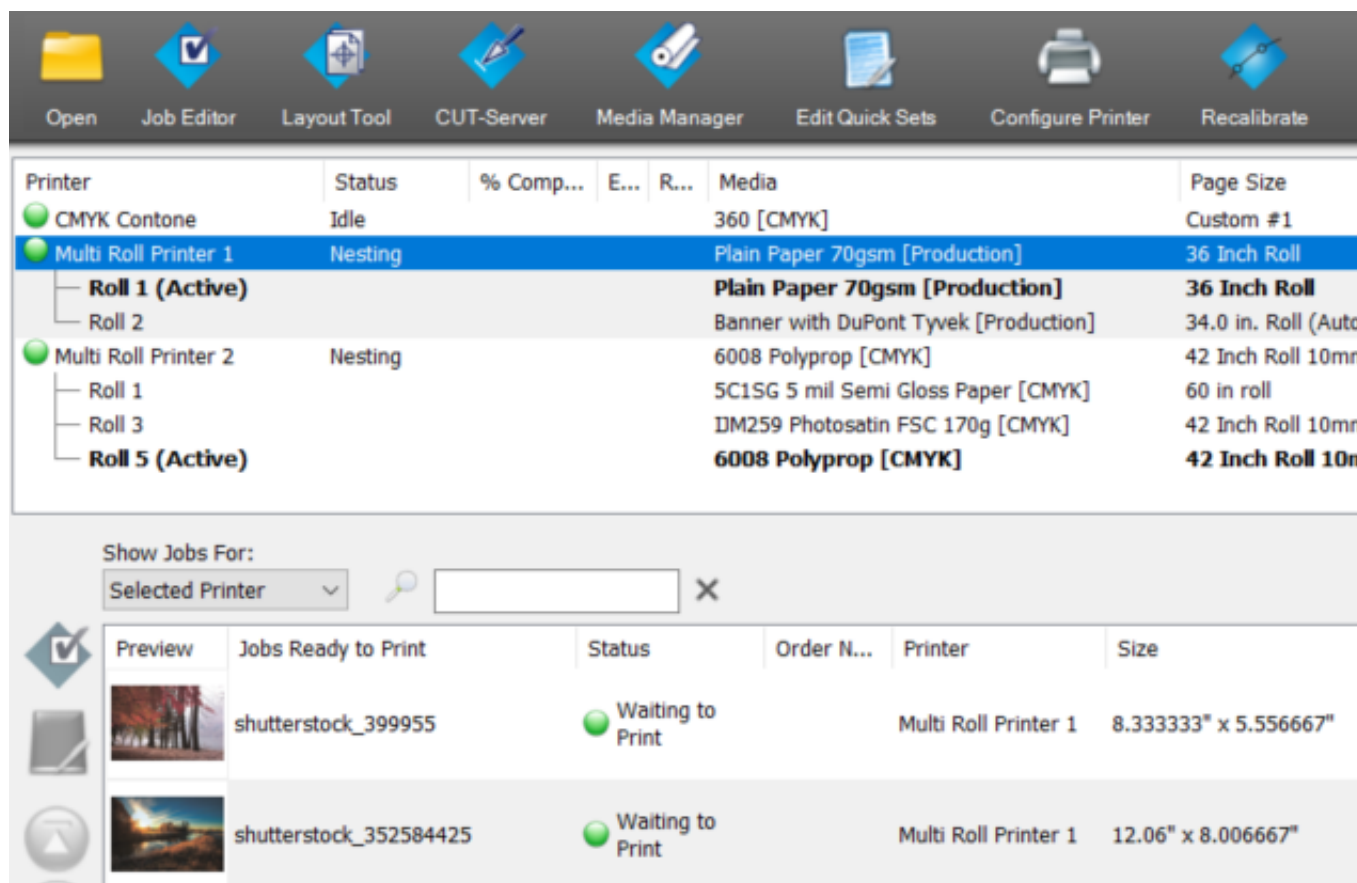 Open Job Editor Layout Tool CUT-Server Media Manager Edit Quick Sets Configure Printer Recalibrate
Printer Status % Comp... E... R... Media Page Size
CMYK Contone Idle 360 [CMYK] Custom #1
Multi Roll Printer 1 Nesting Plain Paper 70gsm [Production] 36 Inch Roll
Roll 1 (Active) Plain Paper 70gsm [Production] 36 Inch Roll
Roll 2 Banner with DuPont Tyvek [Production] 34.0 in. Roll (Auto
Multi Roll Printer 2 Nesting 6008 Polyprop [CMYK] 42 Inch Roll 10mm
Roll 1 5C1SG 5 mil Semi Gloss Paper [CMYK] 60 in roll
Roll 3 IJM259 Photosatin FSC 170g [CMYK] 42 Inch Roll 10mm
Roll 5 (Active) 6008 Polyprop [CMYK] 42 Inch Roll 10m
Show Jobs For:
Selected Printer
Preview Jobs Ready to Print Status Order N... Printer Size
shutterstock_399955 Waiting to Print Multi Roll Printer 1 8.333333" x 5.556667"
shutterstock_352584425 Waiting to Print Multi Roll Printer 1 12.06" x 8.006667"